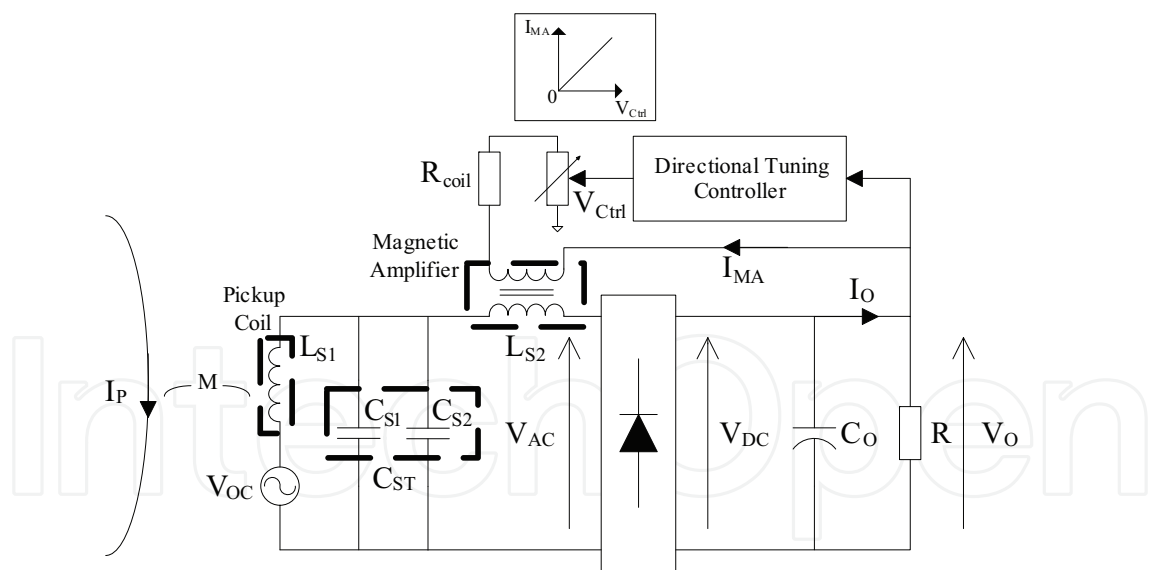 I_MA
0
V_Ctrl
R_coil
Directional Tuning
Controller
V_Ctrl
Magnetic
Amplifier
I_MA
Pickup
Coil
I_O
L_S1
L_S2
I_P
M
C_S1
C_S2
V_AC
V_DC
C_O
R
V_O
C_ST
V_OC
IntechOpen